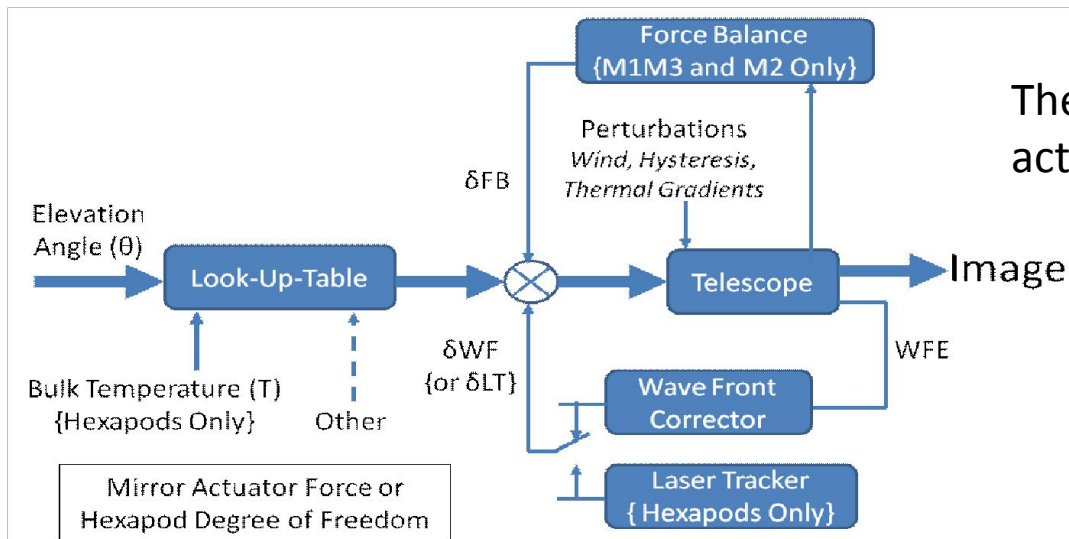 Force Balance
{M1M3 and M2 Only}
The
act
Perturbations
Wind, Hysteresis,
Thermal Gradients
δFB
Elevation
Angle (θ)
Look-Up-Table
Telescope
Image
δWF
{or δLT}
WFE
Bulk Temperature (T)
{Hexapods Only}
Other
Wave Front
Corrector
Mirror Actuator Force or
Hexapod Degree of Freedom
Laser Tracker
{ Hexapods Only}